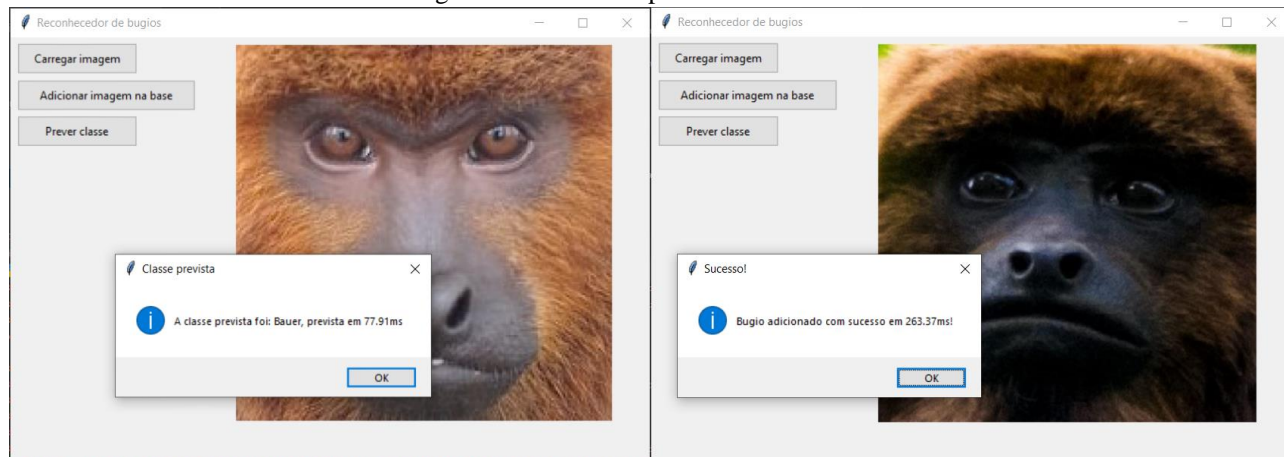 Reconhecedor de bugios
Carregar imagem
Adicionar imagem na base
Prever classe
Classe prevista
A classe prevista foi: Bauer, prevista em 77.91ms
OK
Reconhecedor de bugios
Carregar imagem
Adicionar imagem na base
Prever classe
Sucesso!
Bugio adicionado com sucesso em 263.37ms!
OK